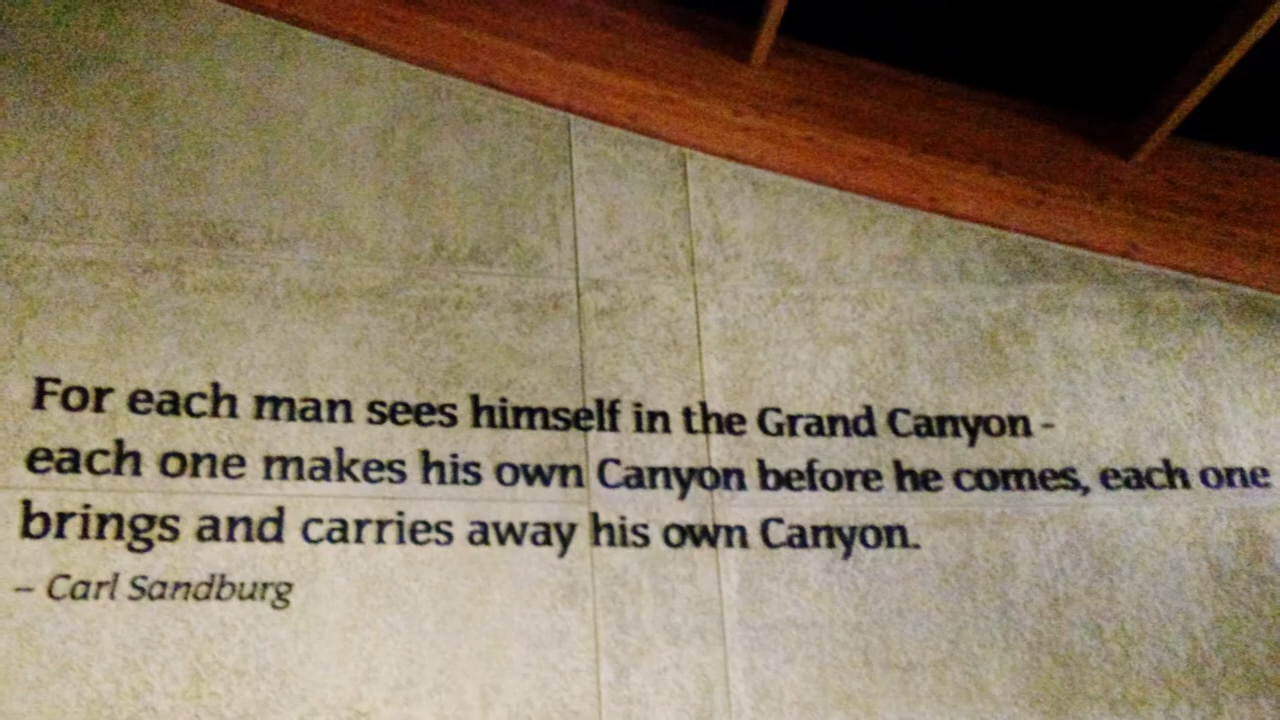 For each man sees himself in the Grand Canyon -
each one makes his own Canyon before he comes, each one
brings and carries away his own Canyon.
– Carl Sandburg